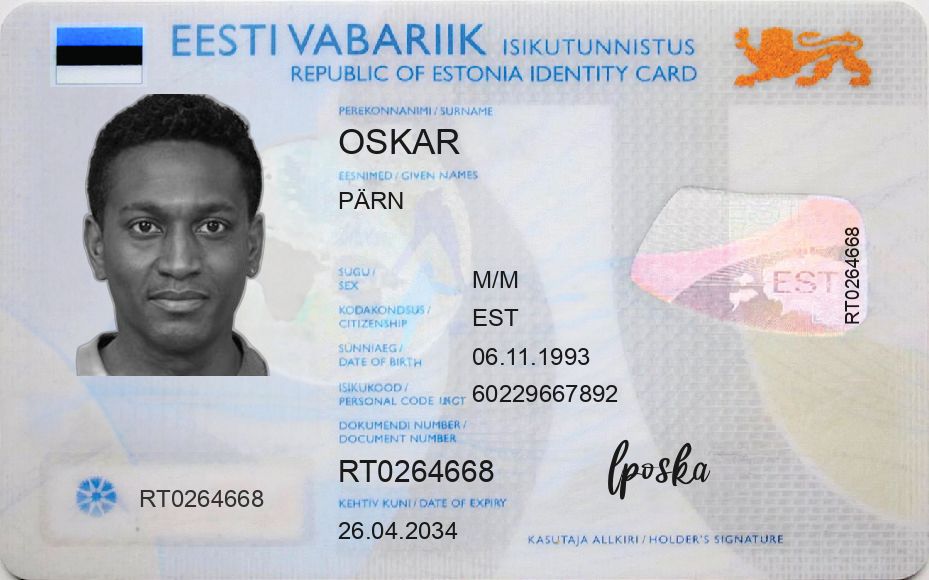 EESTI VABARIIK ISIKUTUNNISTUS
REPUBLIC OF ESTONIA IDENTITY CARD
PEREKONNANIMI / SURNAME
OSKAR
EESNIMED / GIVEN NAMES
PÄRN
SUGU /
SEX
M/M
KODAKONDSUS /
CITIZENSHIP
EST
SÜNNIAEG /
DATE OF BIRTH
06.11.1993
ISIKUKOOD /
PERSONAL CODE
60229667892
DOKUMENDI NUMBER /
DOCUMENT NUMBER
RT0264668
KEHTIV KUNI / DATE OF EXPIRY
26.04.2034
RT0264668
EST
RT0264668
lposka
KASUTAJA ALLKIRI / HOLDER'S SIGNATURE